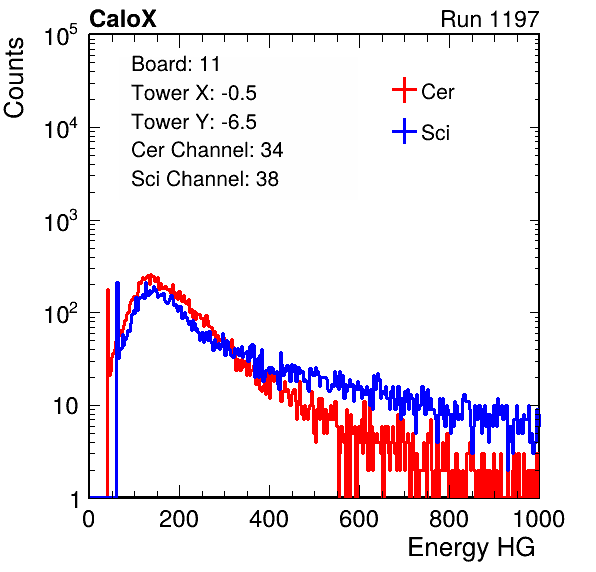 CaloX Run 1197
Counts
10^5
10^4
10^3
10^2
10
1
Board: 11
Tower X: -0.5
Tower Y: -6.5
Cer Channel: 34
Sci Channel: 38
Cer
Sci
0 200 400 600 800 1000
Energy HG